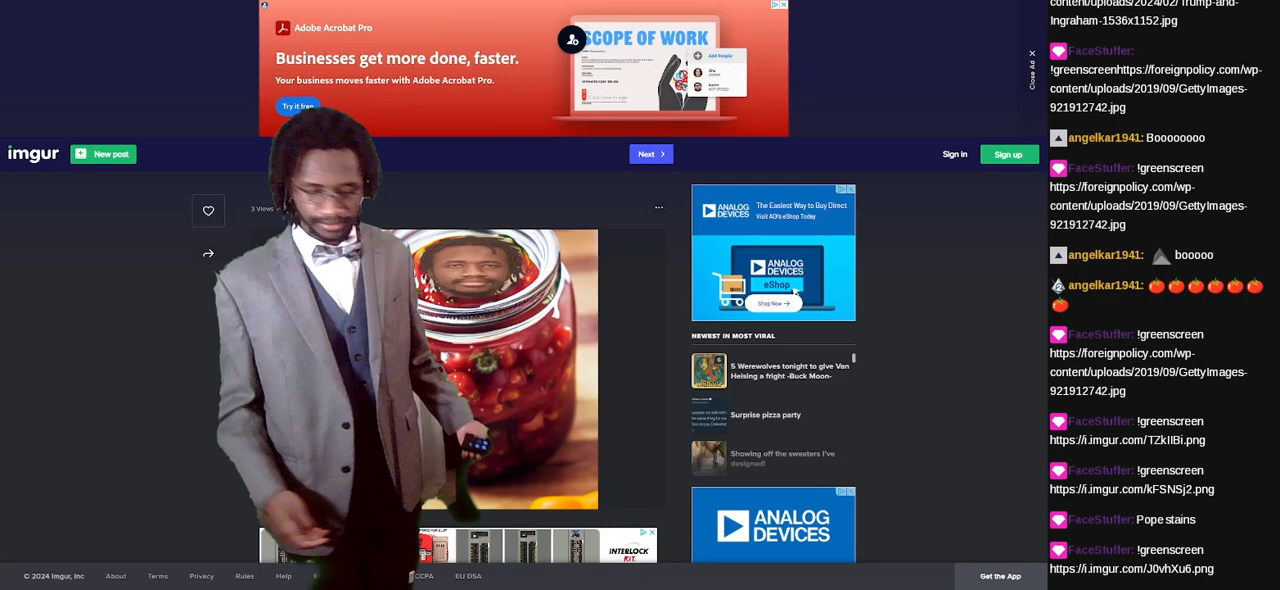 Adobe Acrobat Pro
Businesses get more done, faster.
Your business moves faster with Adobe Acrobat Pro.
Try it free
SCOPE OF WORK
Add People
Close Ad ✕
imgur
New post
Next
Sign in
Sign up
3 Views
ANALOG
DEVICES
The Easiest Way to Buy Direct
Visit ADI's eShop Today
ANALOG
DEVICES
eShop
Shop Now →
NEWEST IN MOST VIRAL
5 Werewolves tonight to give Van
Helsing a fright -Buck Moon-
Surprise pizza party
Showing off the sweaters I've
designed!
ANALOG
DEVICES
INTERLOCK
KIT
© 2024 Imgur, Inc
About
Terms
Privacy
Rules
Help
CCPA
EU DSA
Get the App
content/uploads/2024/02/Trump-and-
Ingraham-1536x1152.jpg
FaceStuffer:
!greenscreenhttps://foreignpolicy.com/wp-
content/uploads/2019/09/GettyImages-
921912742.jpg
angelkar1941: Boooooooo
FaceStuffer: !greenscreen
https://foreignpolicy.com/wp-
content/uploads/2019/09/GettyImages-
921912742.jpg
angelkar1941: booooo
angelkar1941: 🍅🍅🍅🍅🍅🍅
🍅
FaceStuffer: !greenscreen
https://foreignpolicy.com/wp-
content/uploads/2019/09/GettyImages-
921912742.jpg
FaceStuffer: !greenscreen
https://i.imgur.com/TZkIIBi.png
FaceStuffer: !greenscreen
https://i.imgur.com/kFSNSj2.png
FaceStuffer: Pope stains
FaceStuffer: !greenscreen
https://i.imgur.com/J0vhXu6.png